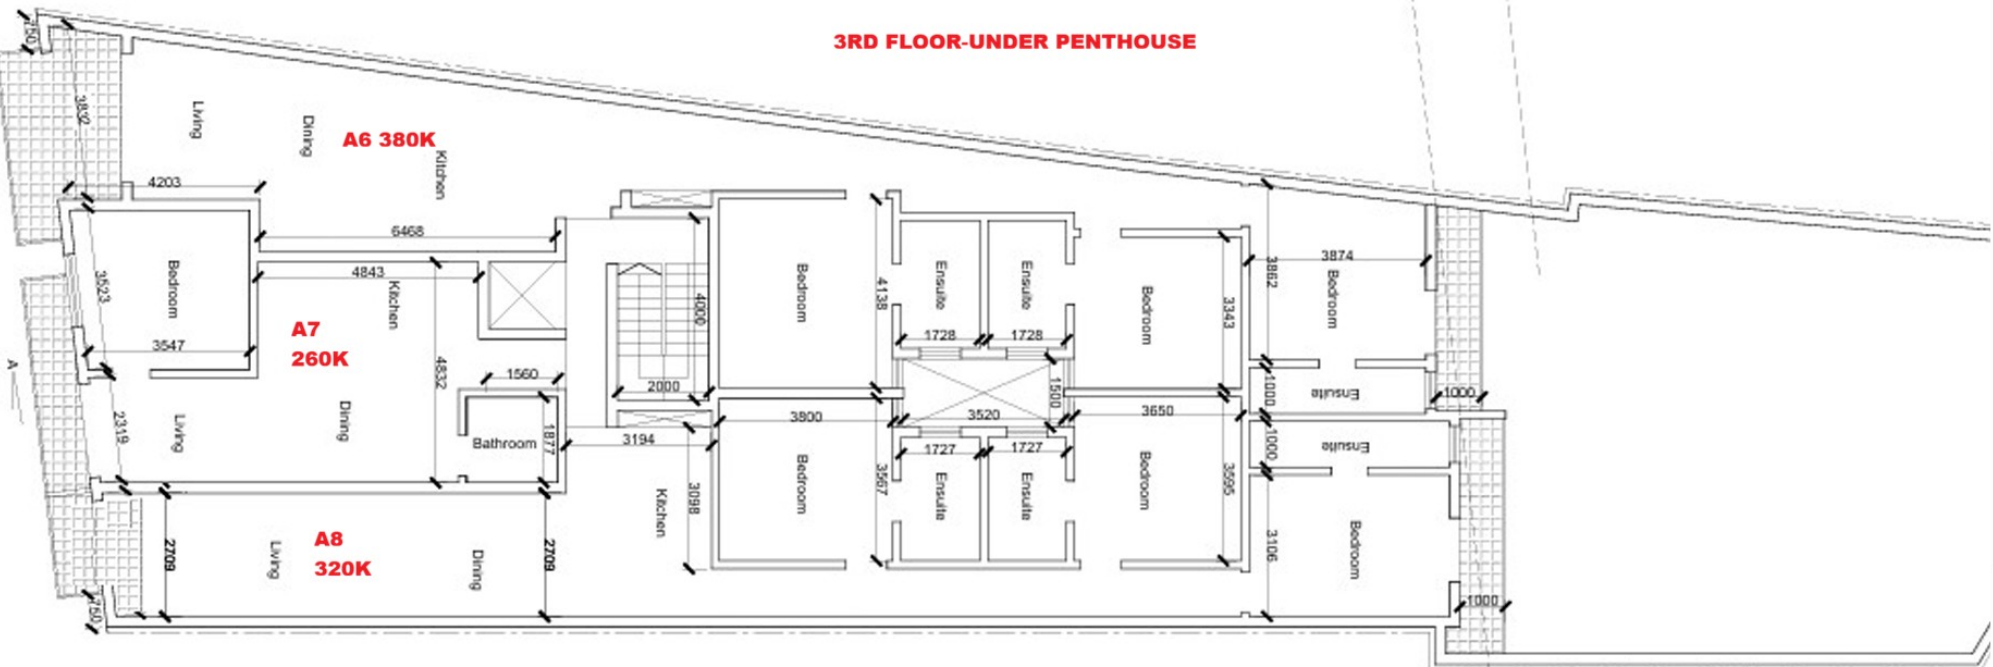 3RD FLOOR-UNDER PENTHOUSE
750
3832
Living
Dining
A6 380K
Kitchen
4203
6468
4843
3523
Bedroom
3547
Kitchen
A7
260K
4832
1560
2319
Living
Dining
Bathroom
1877
4000
2000
3194
Kitchen
3098
A
A8
320K
2709
Living
Dining
2709
750
Bedroom
4138
Ensuite
Ensuite
1728
1728
Bedroom
3343
3862
3874
Bedroom
1500
3800
3520
3650
1000
Ensuite
1000
1000
Ensuite
Bedroom
3567
1727
1727
Ensuite
Ensuite
Bedroom
3595
3106
Bedroom
1000